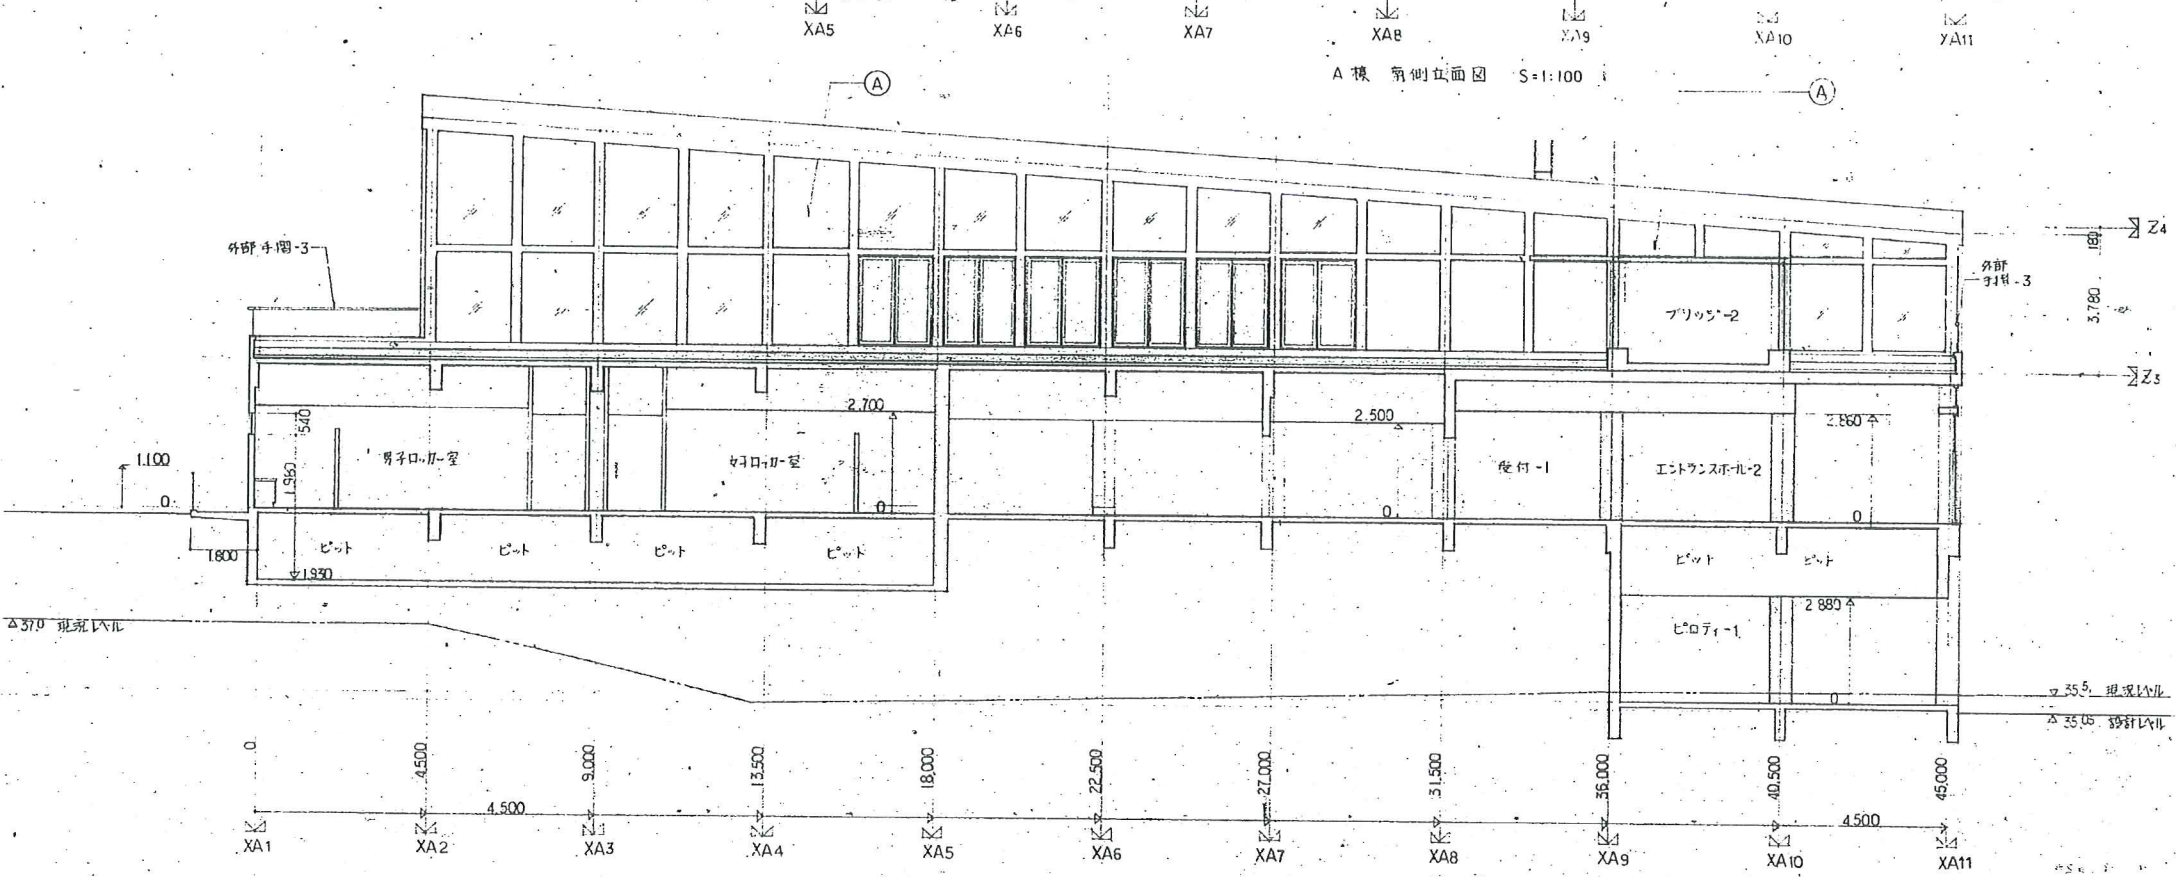 XA5 XA6 XA7 XA8 XA9 XA10 XA11
A棟 南側立面図 S=1:100
A
A
Z4
180
外部手摺-3
外部
手摺-3
3.780
ブリッジ-2
Z3
2.700
2.500
2.860
540
1.100
男子ロッカー室
女子ロッカー室
受付-1
エントランスホール-2
1.980
0
0
0
0
1.800
ピット
ピット
ピット
ピット
ピット
ピット
1.930
2.880
△37.0 現況レベル
ピロティ-1
0
▽35.5 現況レベル
△35.05 設計レベル
0 4.500 9.000 13,500 18,000 22,500 27,000 31,500 36,000 40,500 45,000
4.500 4.500
XA1 XA2 XA3 XA4 XA5 XA6 XA7 XA8 XA9 XA10 XA11